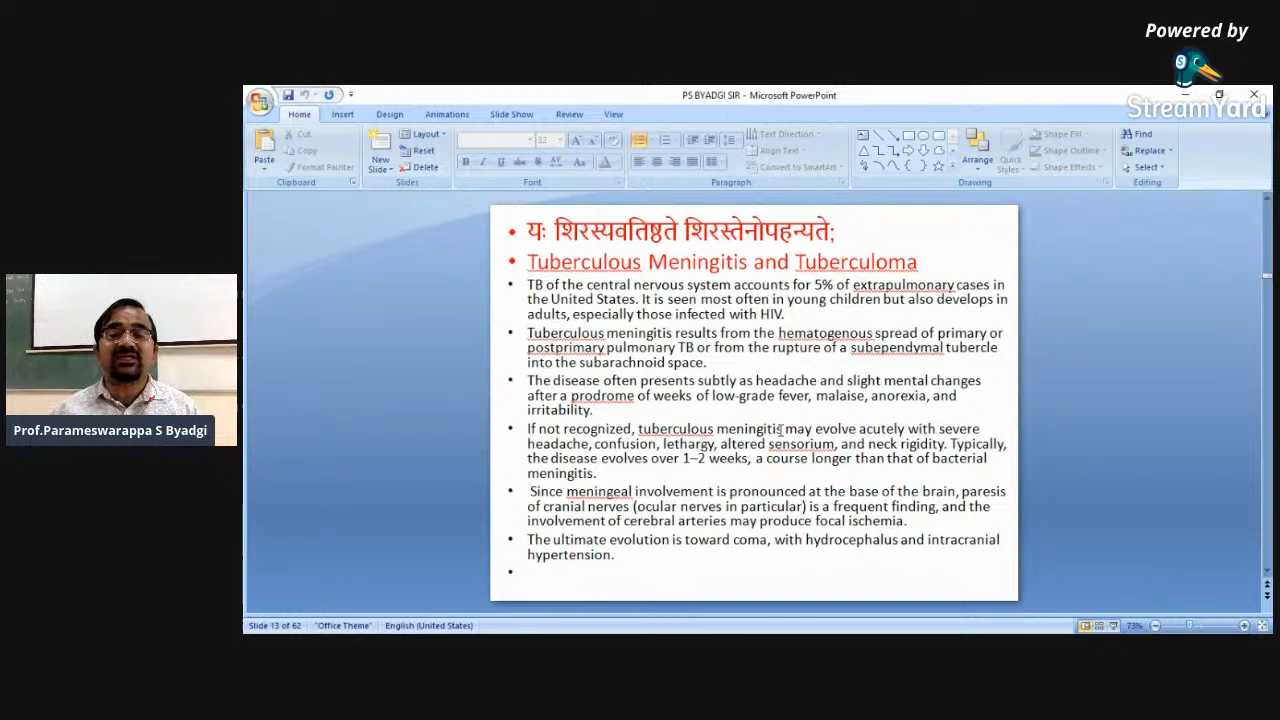 Powered by
StreamYard
PS BYADGI SIR - Microsoft PowerPoint
Home Insert Design Animations Slide Show Review View
Paste
Cut
Copy
Format Painter
Clipboard
New
Slide
Layout
Reset
Delete
Slides
32
Font
Text Direction
Align Text
Convert to SmartArt
Paragraph
Arrange
Quick
Styles
Shape Fill
Shape Outline
Shape Effects
Drawing
Find
Replace
Select
Editing
• यः शिरस्यवतिष्ठते शिरस्तेनोपहन्यते;
• Tuberculous Meningitis and Tuberculoma
• TB of the central nervous system accounts for 5% of extrapulmonary cases in
the United States. It is seen most often in young children but also develops in
adults, especially those infected with HIV.
• Tuberculous meningitis results from the hematogenous spread of primary or
postprimary pulmonary TB or from the rupture of a subependymal tubercle
into the subarachnoid space.
• The disease often presents subtly as headache and slight mental changes
after a prodrome of weeks of low-grade fever, malaise, anorexia, and
irritability.
• If not recognized, tuberculous meningitis may evolve acutely with severe
headache, confusion, lethargy, altered sensorium, and neck rigidity. Typically,
the disease evolves over 1–2 weeks, a course longer than that of bacterial
meningitis.
• Since meningeal involvement is pronounced at the base of the brain, paresis
of cranial nerves (ocular nerves in particular) is a frequent finding, and the
involvement of cerebral arteries may produce focal ischemia.
• The ultimate evolution is toward coma, with hydrocephalus and intracranial
hypertension.
•
Prof.Parameswarappa S Byadgi
Slide 13 of 62 "Office Theme" English (United States) 73%